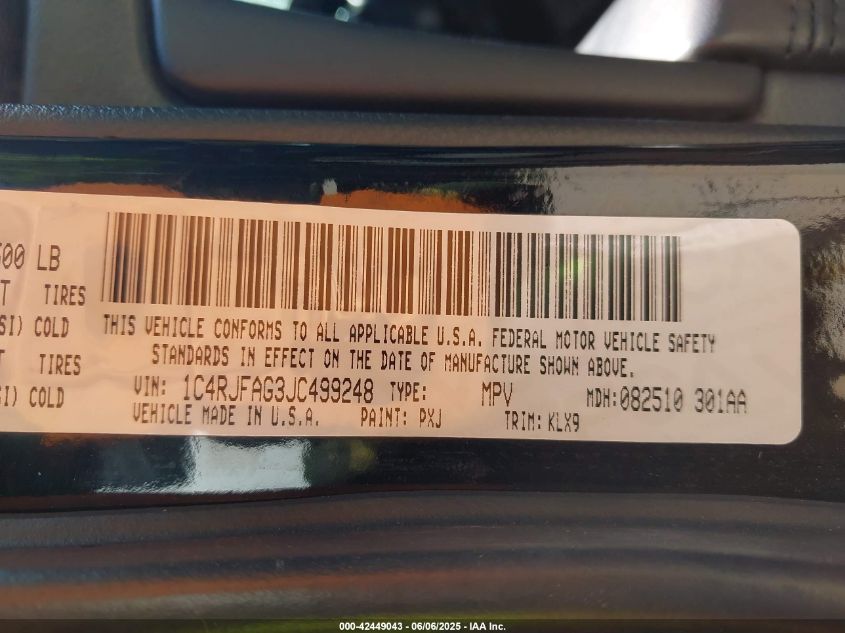 500 LB
T TIRES
SI) COLD
T TIRES
SI) COLD
THIS VEHICLE CONFORMS TO ALL APPLICABLE U.S.A. FEDERAL MOTOR VEHICLE SAFETY
STANDARDS IN EFFECT ON THE DATE OF MANUFACTURE SHOWN ABOVE.
VIN: 1C4RJFAG3JC499248 TYPE: MPV MDH:082510 301AA
VEHICLE MADE IN U.S.A. PAINT: PXJ TRIM: KLX9
000-42449043 - 06/06/2025 - IAA Inc.